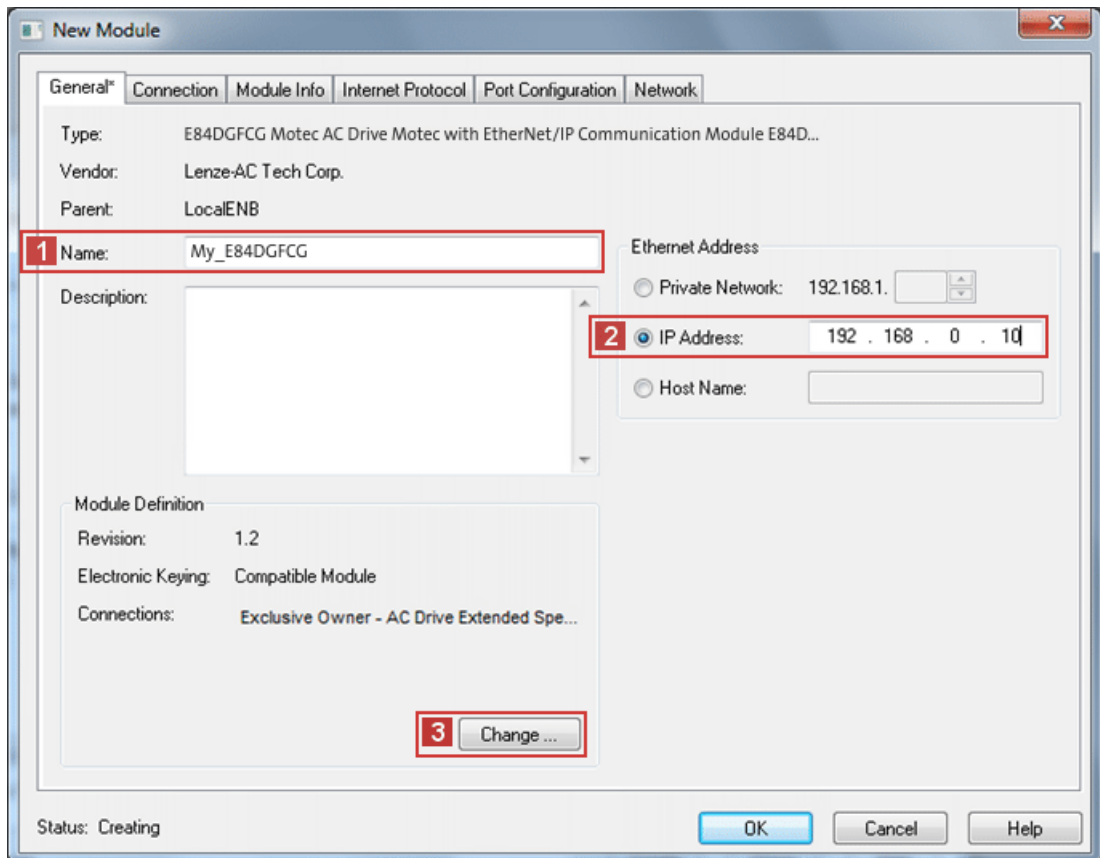 New Module
General* Connection Module Info Internet Protocol Port Configuration Network
Type: E84DGFCG Motec AC Drive Motec with EtherNet/IP Communication Module E84D...
Vendor: Lenze-AC Tech Corp.
Parent: LocalENB
1 Name: My_E84DGFCG
Description:
Ethernet Address
Private Network: 192.168.1.
2 IP Address: 192 . 168 . 0 . 10
Host Name:
Module Definition
Revision: 1.2
Electronic Keying: Compatible Module
Connections: Exclusive Owner - AC Drive Extended Spe...
3 Change ...
Status: Creating
OK Cancel Help